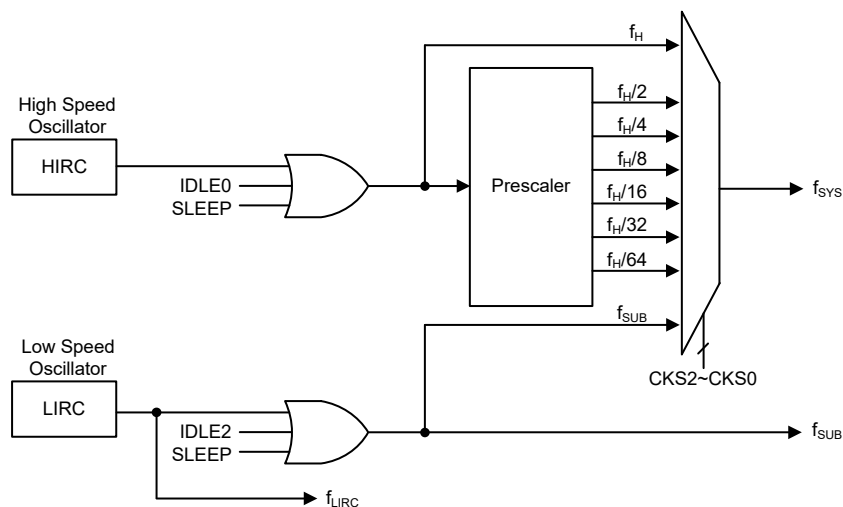 High Speed
Oscillator
HIRC
IDLE0
SLEEP
Prescaler
fH
fH/2
fH/4
fH/8
fH/16
fH/32
fH/64
fSUB
fSYS
CKS2~CKS0
Low Speed
Oscillator
LIRC
IDLE2
SLEEP
fSUB
fLIRC